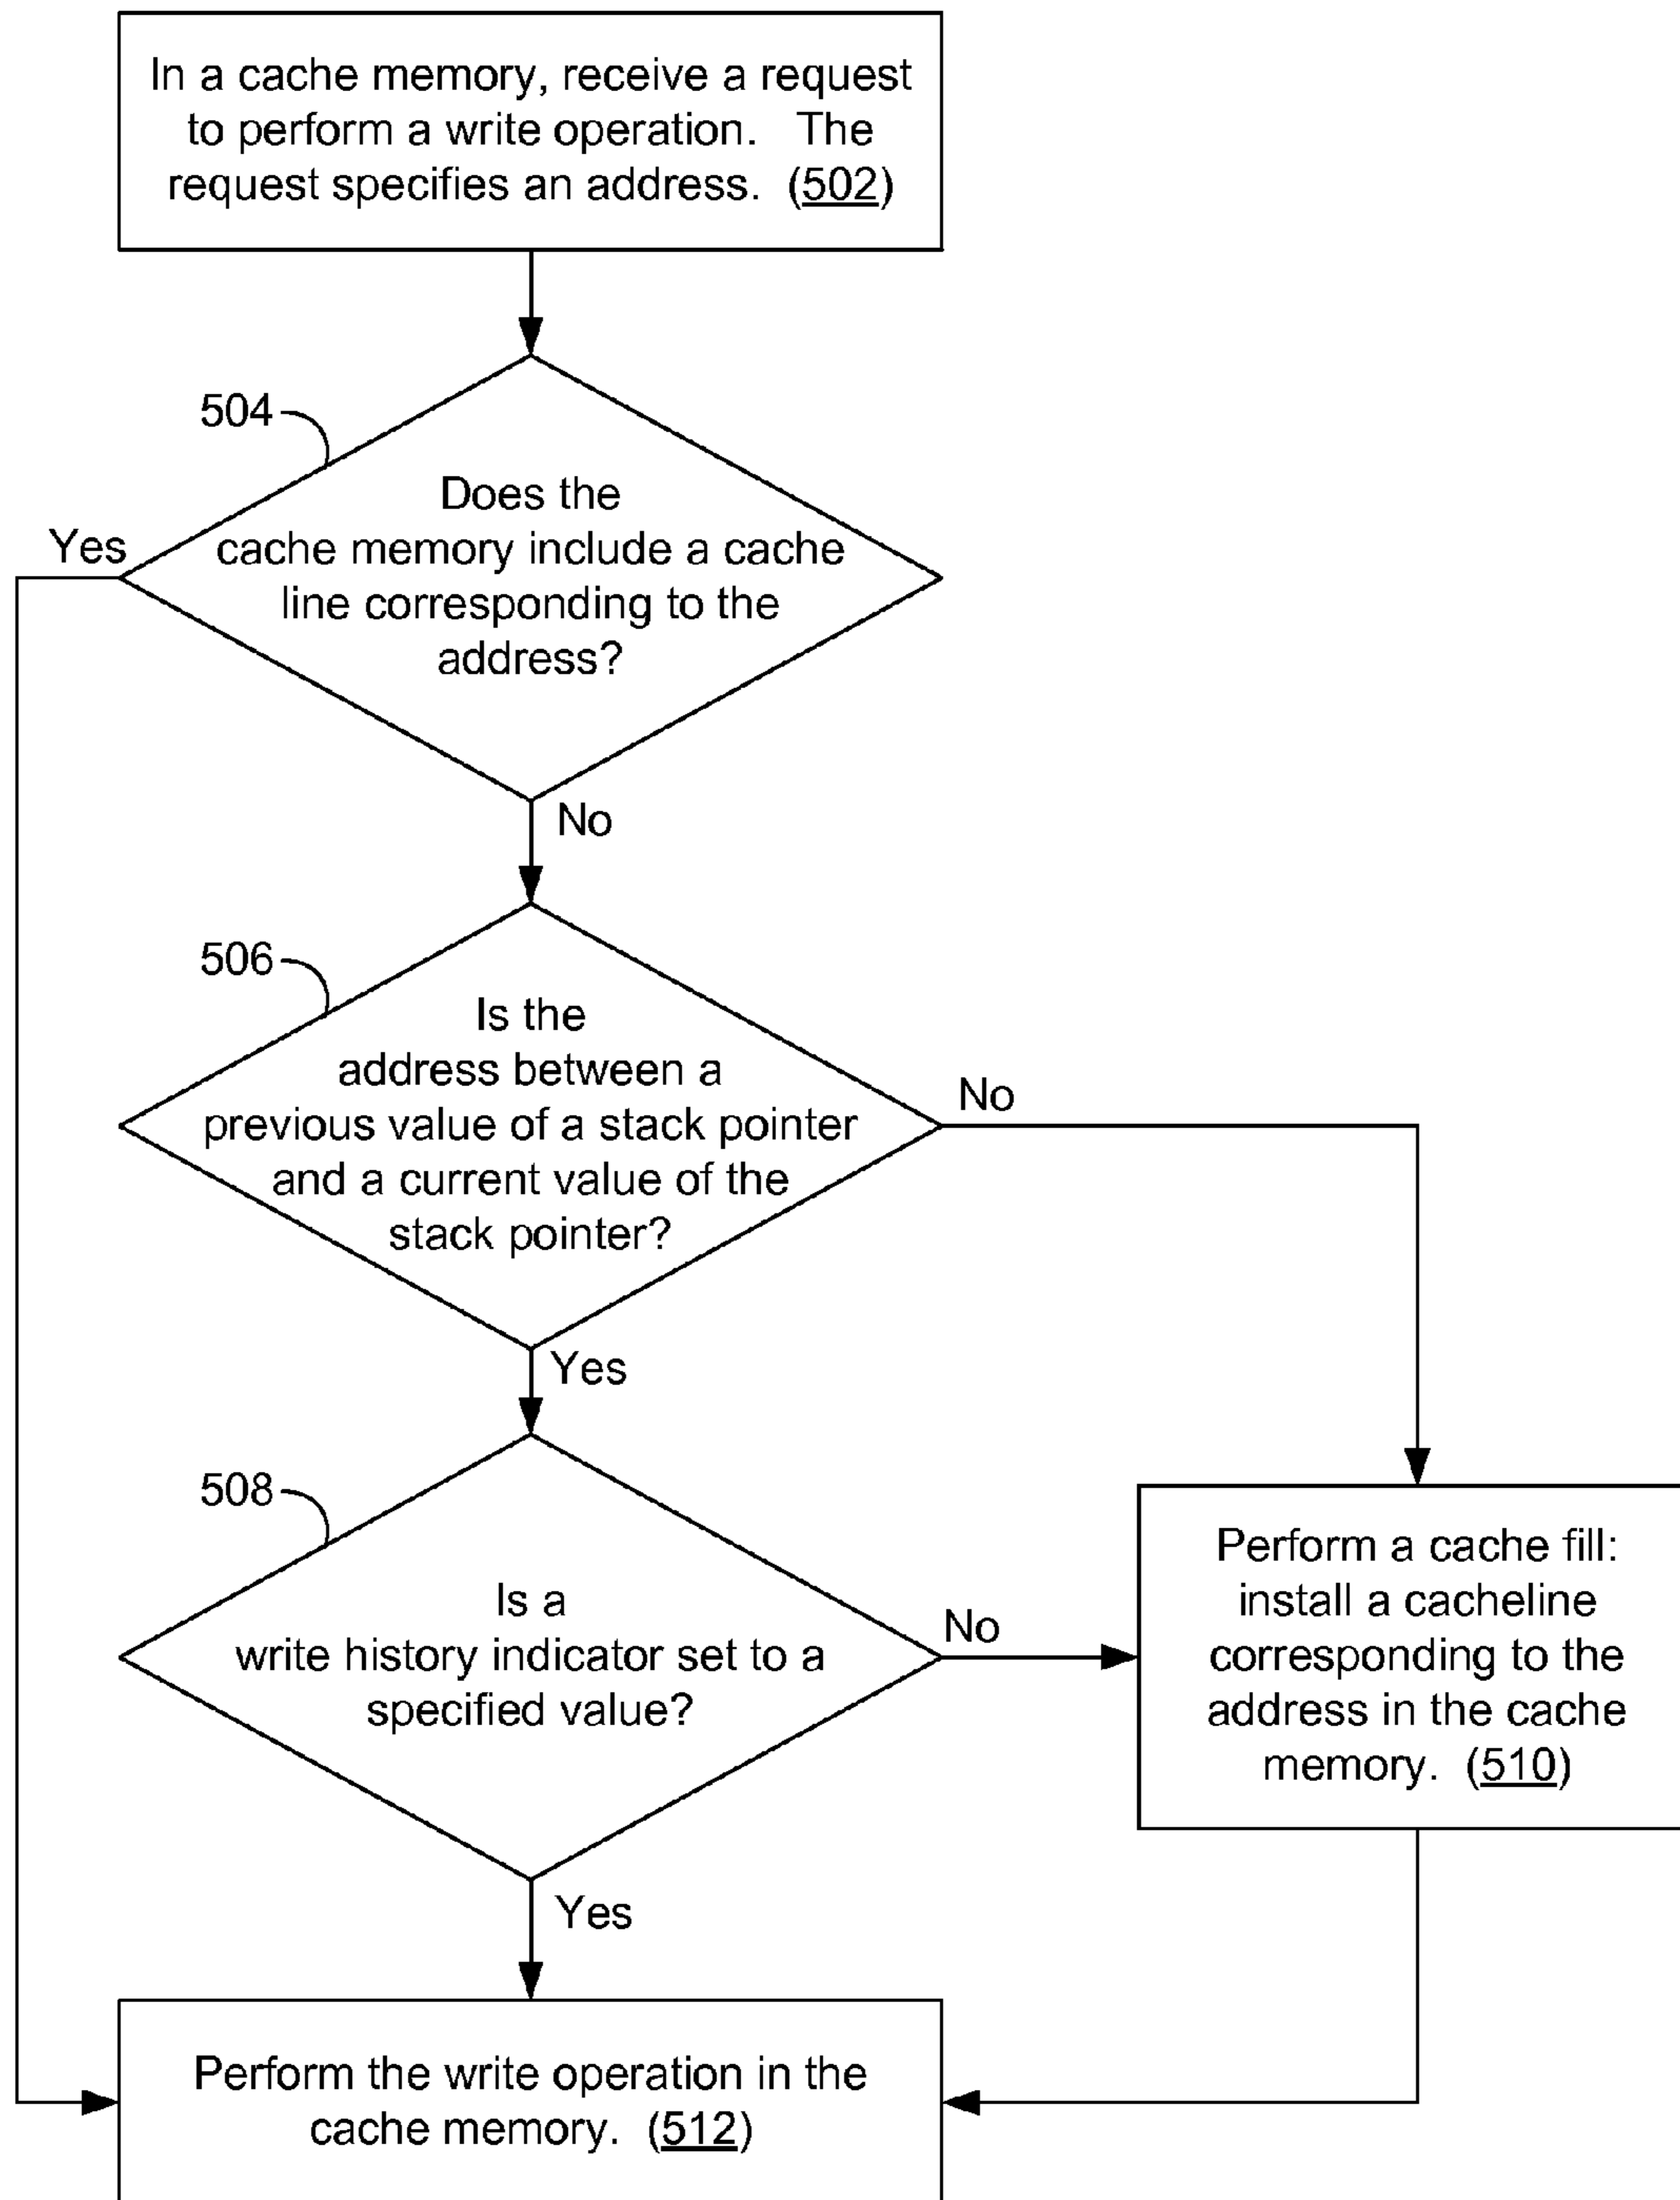 In a cache memory, receive a request
to perform a write operation. The
request specifies an address. (502)
504
Does the
cache memory include a cache
line corresponding to the
address?
Yes
No
506
Is the
address between a
previous value of a stack pointer
and a current value of the
stack pointer?
No
Yes
508
Is a
write history indicator set to a
specified value?
No
Perform a cache fill:
install a cacheline
corresponding to the
address in the cache
memory. (510)
Yes
Perform the write operation in the
cache memory. (512)